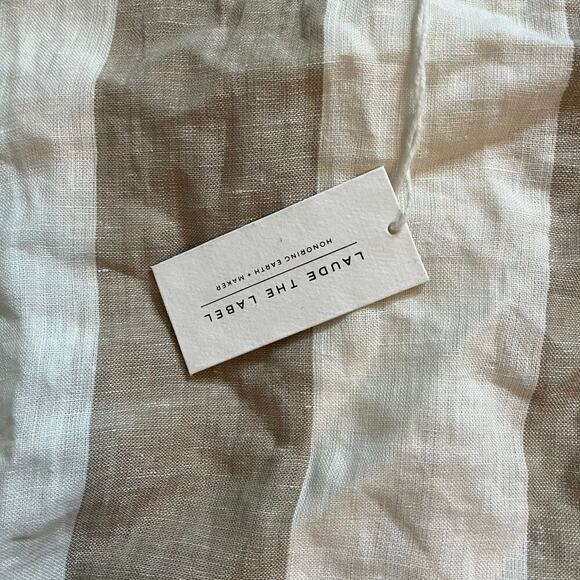 LAUDE THE LABEL
HONORING EARTH + MAKER